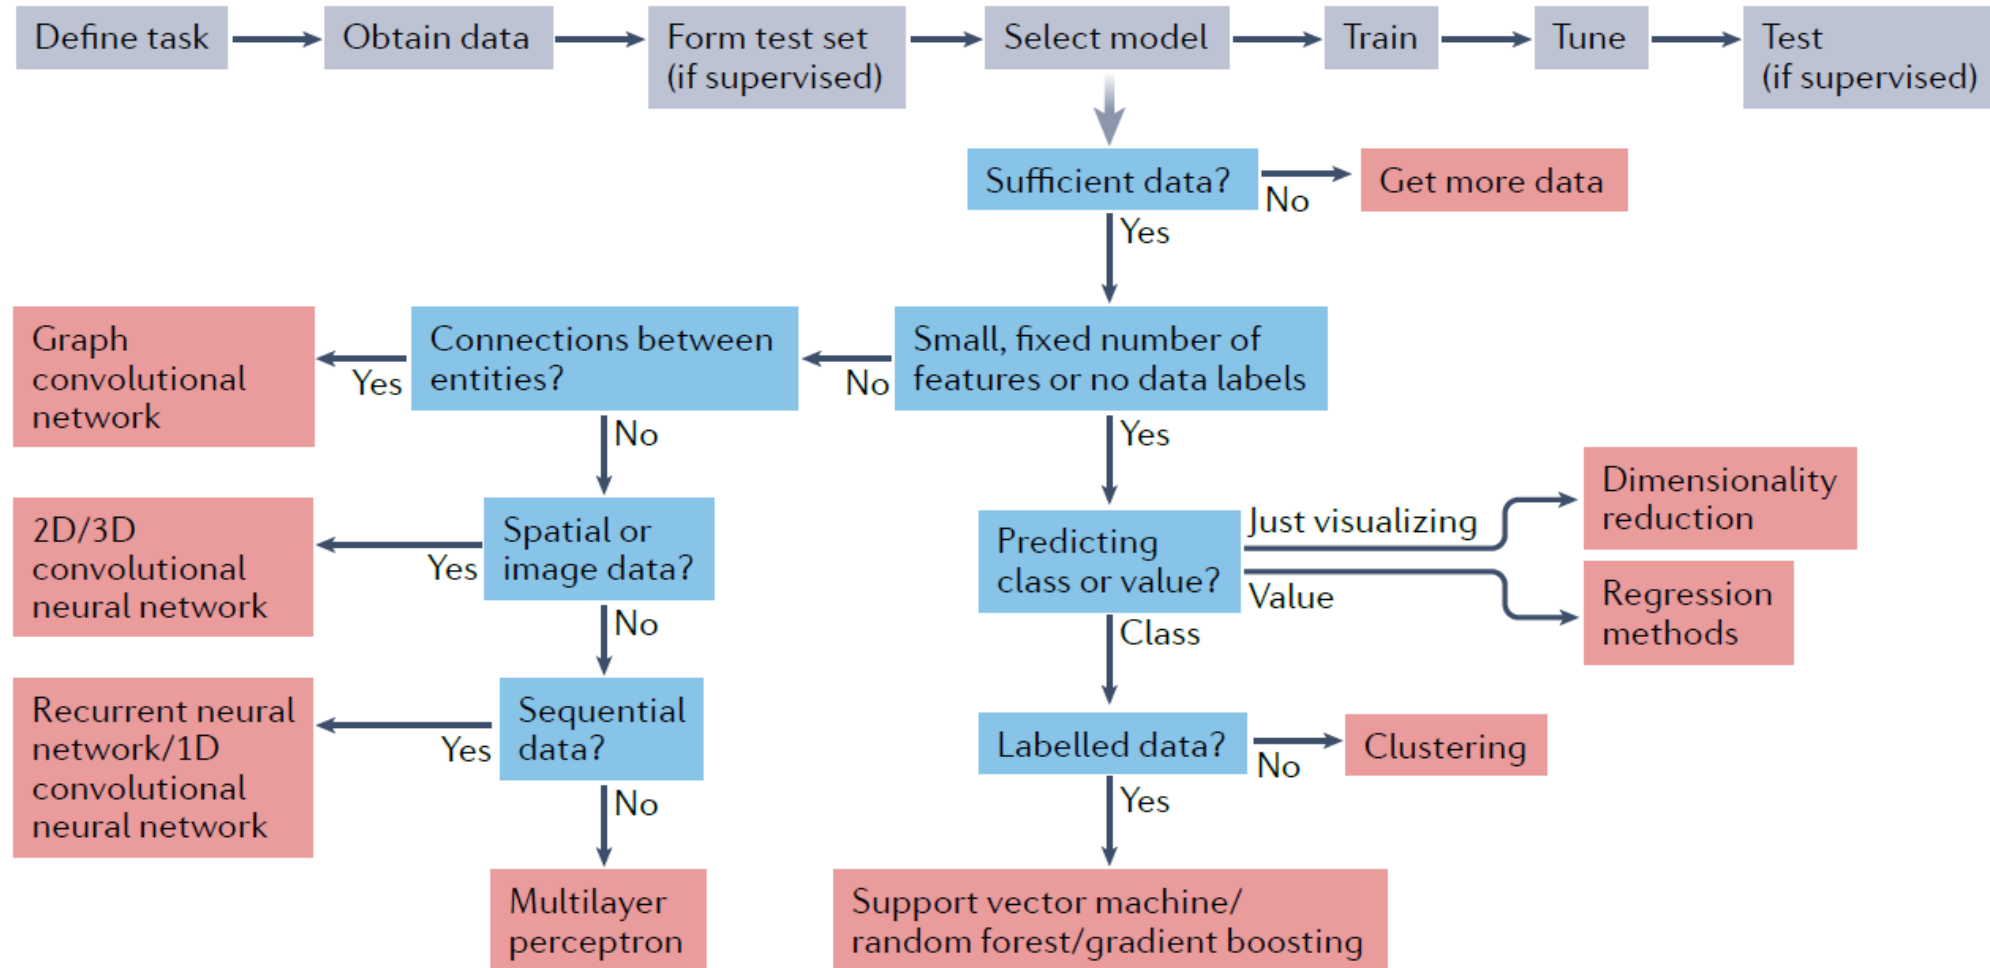 Define task
Obtain data
Form test set
(if supervised)
Select model
Train
Tune
Test
(if supervised)
Sufficient data?
No
Get more data
Yes
Graph
convolutional
network
Yes
Connections between
entities?
No
Small, fixed number of
features or no data labels
No
Yes
2D/3D
convolutional
neural network
Yes
Spatial or
image data?
No
Predicting
class or value?
Just visualizing
Dimensionality
reduction
Value
Regression
methods
Class
Recurrent neural
network/1D
convolutional
neural network
Yes
Sequential
data?
No
Labelled data?
No
Clustering
Yes
Multilayer
perceptron
Support vector machine/
random forest/gradient boosting